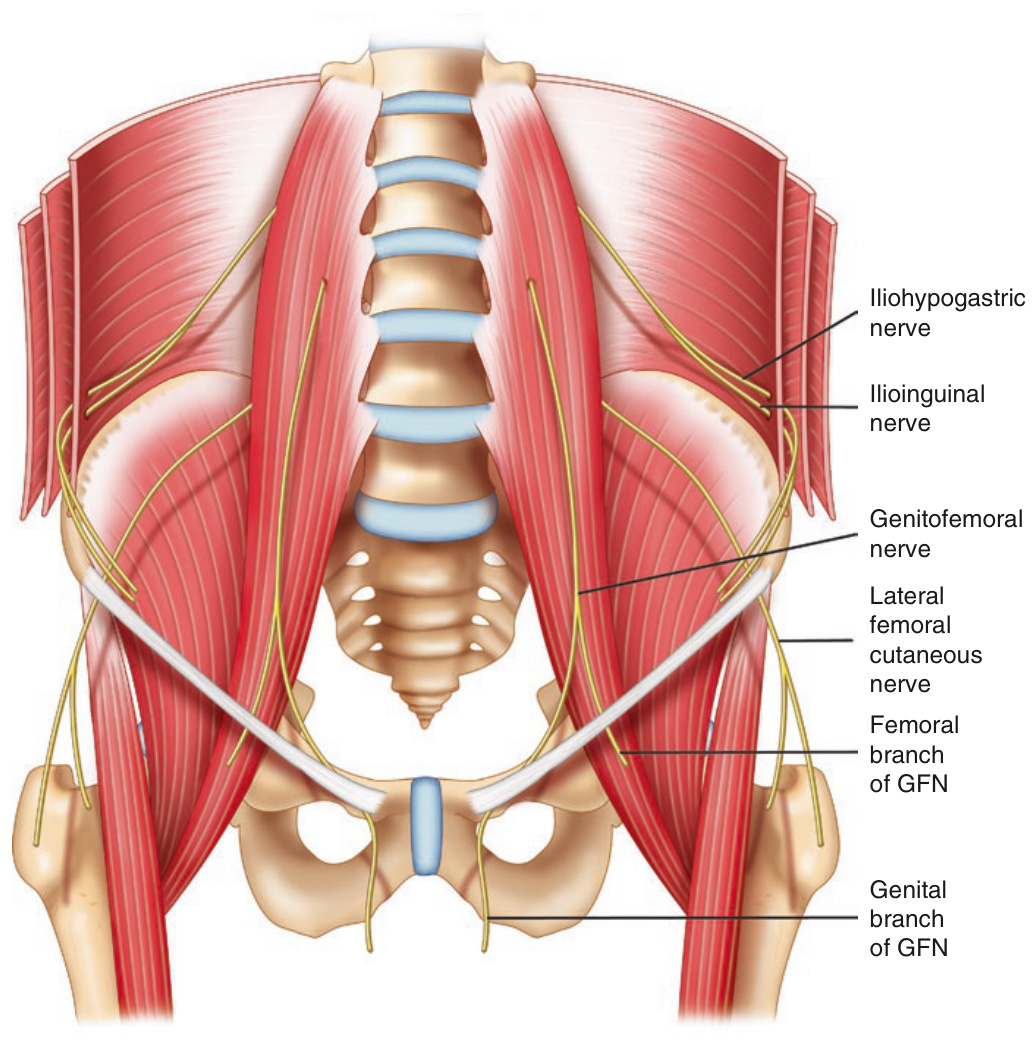 Iliohypogastric
nerve
Ilioinguinal
nerve
Genitofemoral
nerve
Lateral
femoral
cutaneous
nerve
Femoral
branch
of GFN
Genital
branch
of GFN